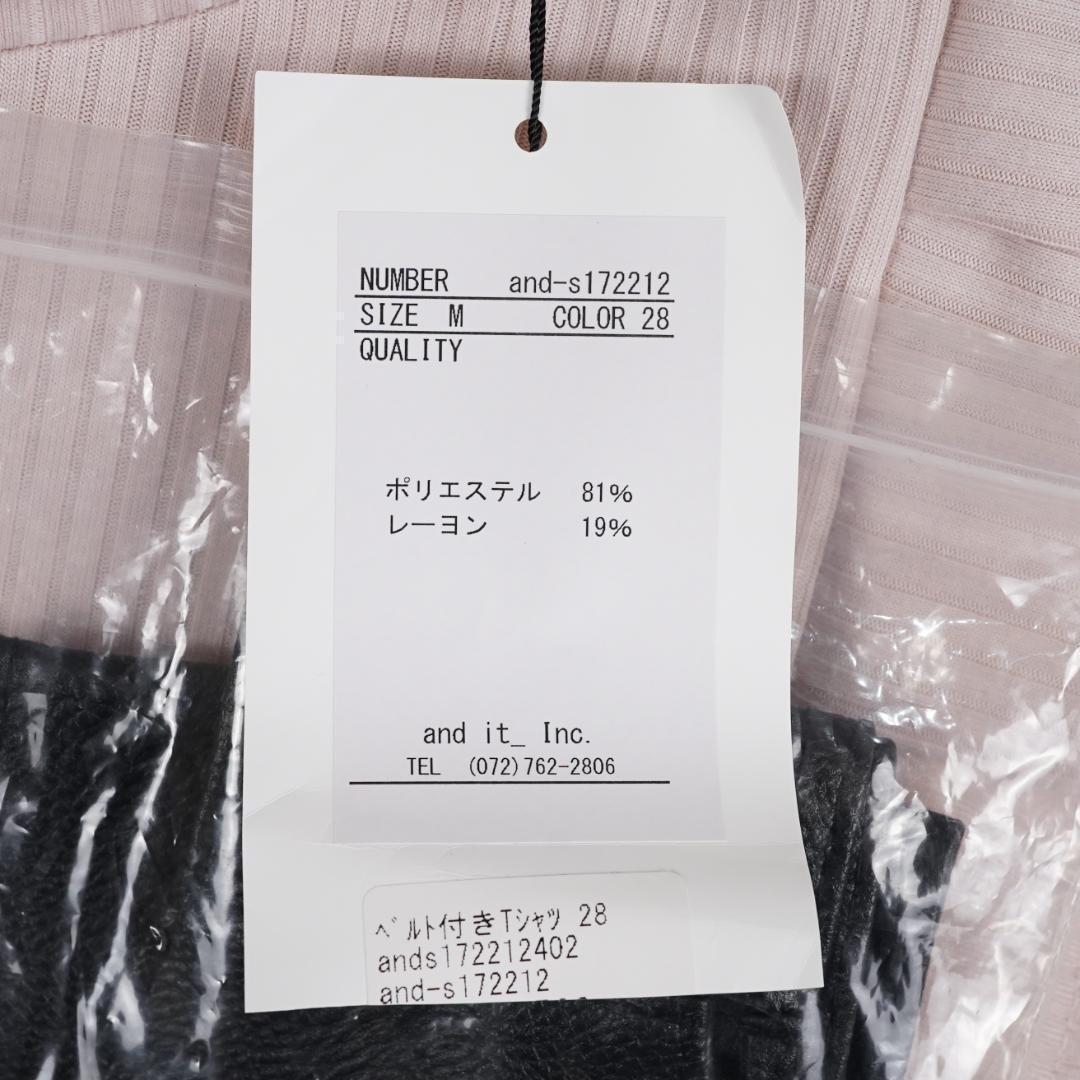 NUMBER and-s172212
SIZE M COLOR 28
QUALITY
ポリエステル 81%
レーヨン 19%
and it_ Inc.
TEL (072)762-2806
ﾍﾞﾙﾄ付きTｼｬﾂ 28
ands172212402
and-s172212